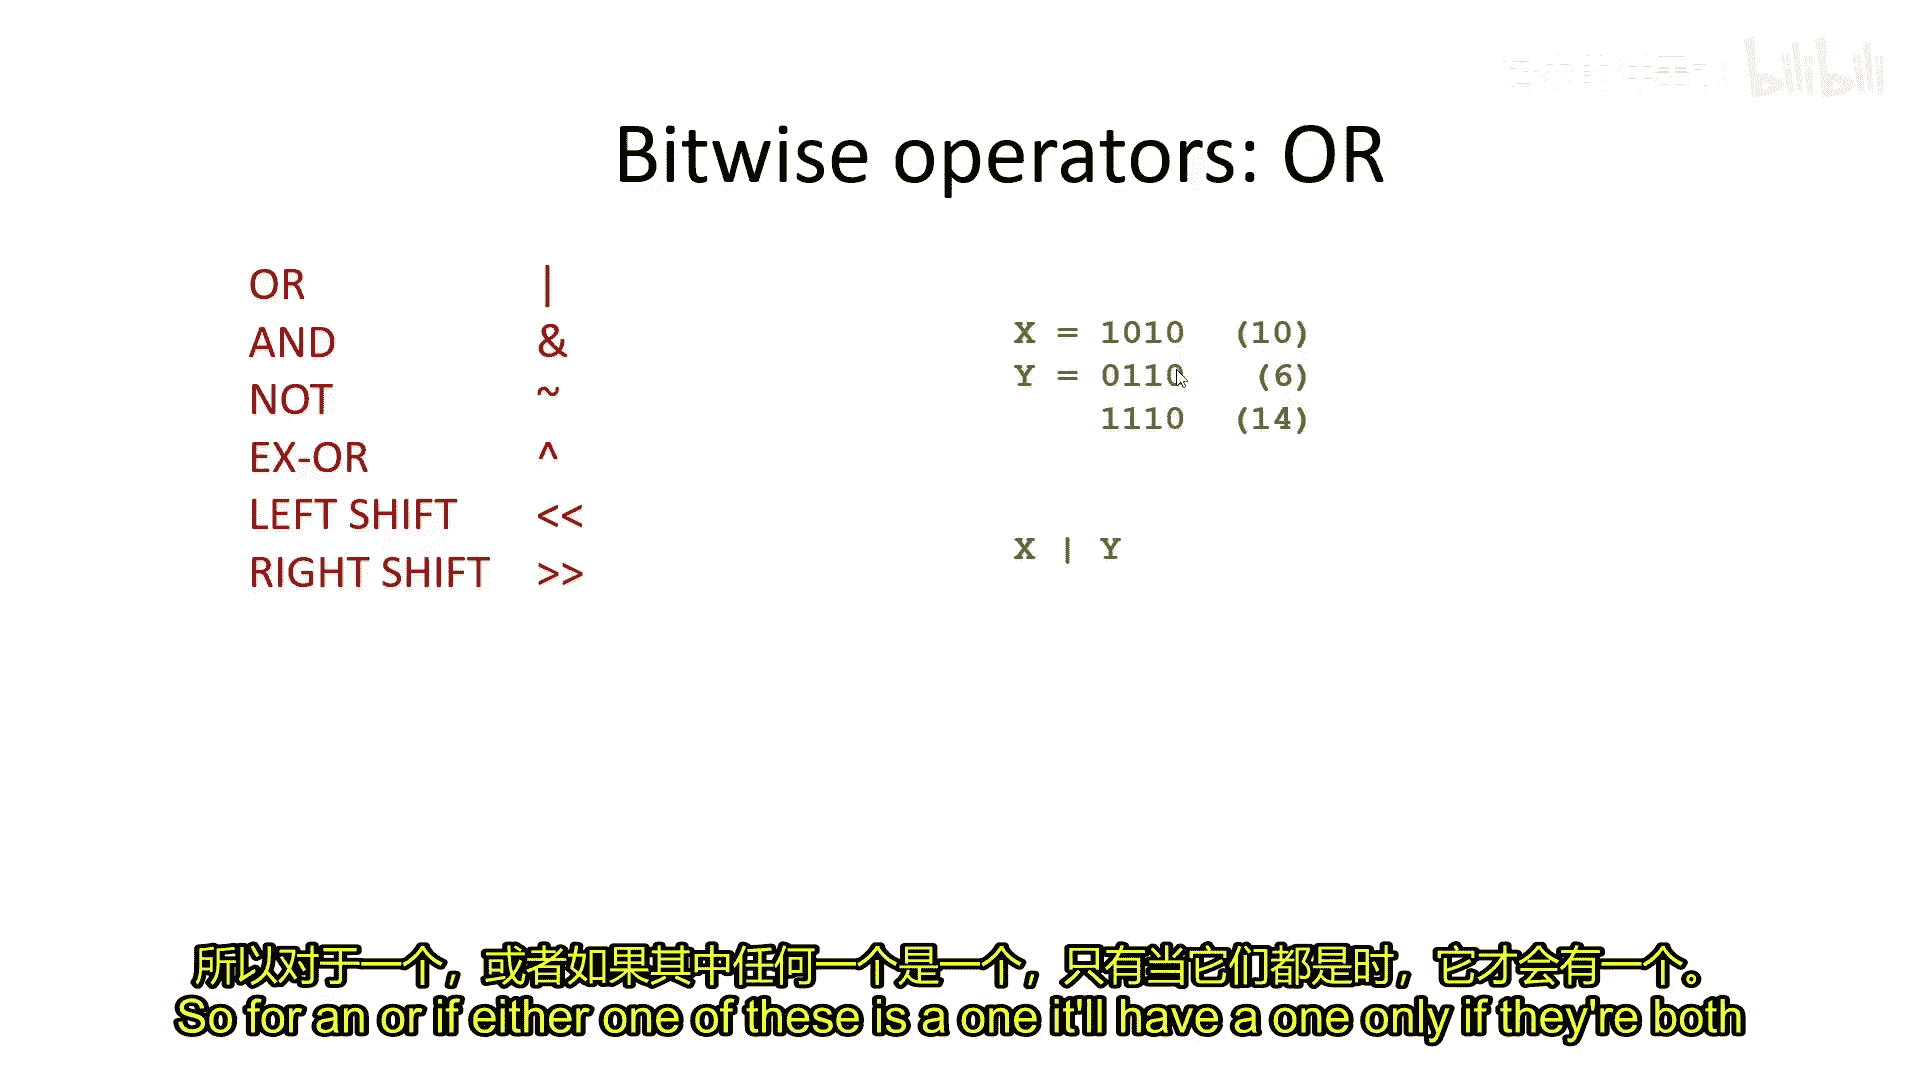 bilibili
Bitwise operators: OR
OR |
AND &
NOT ~
EX-OR ^
LEFT SHIFT <<
RIGHT SHIFT >>
X = 1010 (10)
Y = 0110 (6)
1110 (14)
X | Y
所以对于一个，或者如果其中任何一个是一个，只有当它们都是时，它才会有一个。
So for an or if either one of these is a one it'll have a one only if they're both